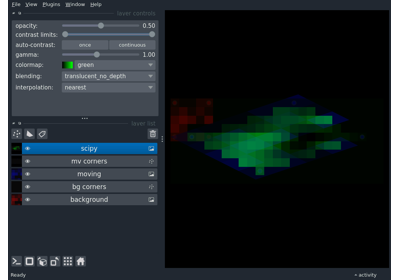 File View Plugins Window Help
layer controls
opacity: 0.50
contrast limits:
auto-contrast: once continuous
gamma: 1.00
colormap: green
blending: translucent_no_depth
interpolation: nearest
layer list
scipy
mv corners
moving
bg corners
background
Ready
activity